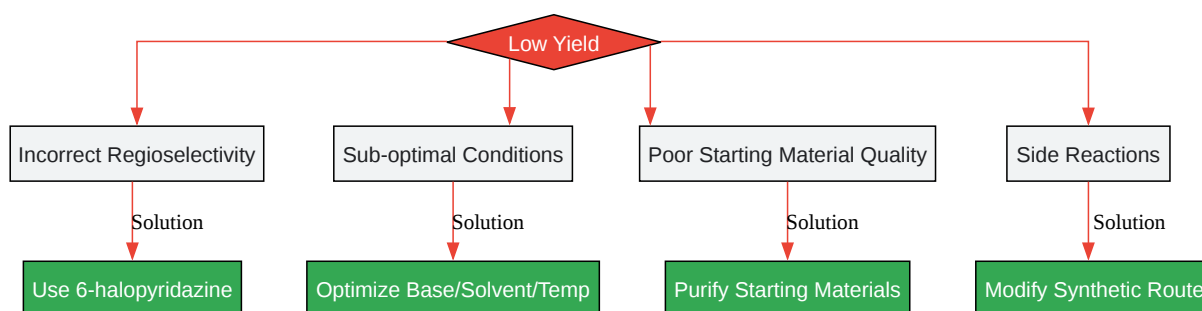 Low Yield
Incorrect Regioselectivity
Sub-optimal Conditions
Poor Starting Material Quality
Side Reactions
Solution
Solution
Solution
Solution
Use 6-halopyridazine
Optimize Base/Solvent/Temp
Purify Starting Materials
Modify Synthetic Route